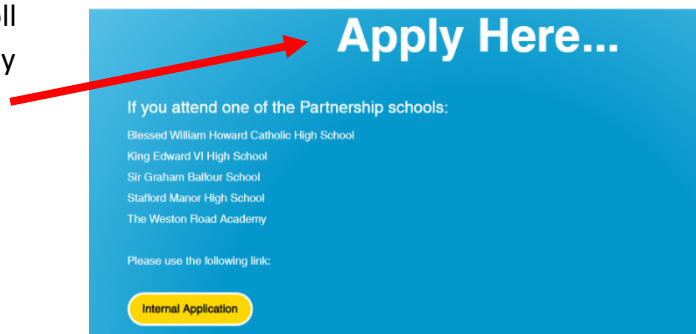 Apply Here...
If you attend one of the Partnership schools:
Blessed William Howard Catholic High School
King Edward VI High School
Sir Graham Balfour School
Stafford Manor High School
The Weston Road Academy
Please use the following link:
Internal Application